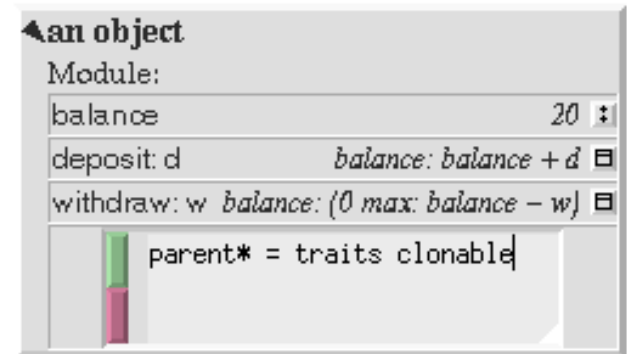 an object
Module:
balance 20
deposit: d balance: balance + d
withdraw: w balance: (0 max: balance – w)
parent* = traits clonable